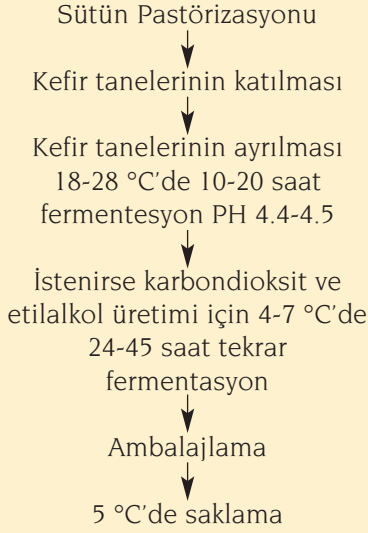 Sütün Pastörizasyonu
Kefir tanelerinin katılması
Kefir tanelerinin ayrılması
18-28 °C’de 10-20 saat
fermentesyon PH 4.4-4.5
İstenirse karbondioksit ve
etilalkol üretimi için 4-7 °C’de
24-45 saat tekrar
fermentasyon
Ambalajlama
5 °C’de saklama